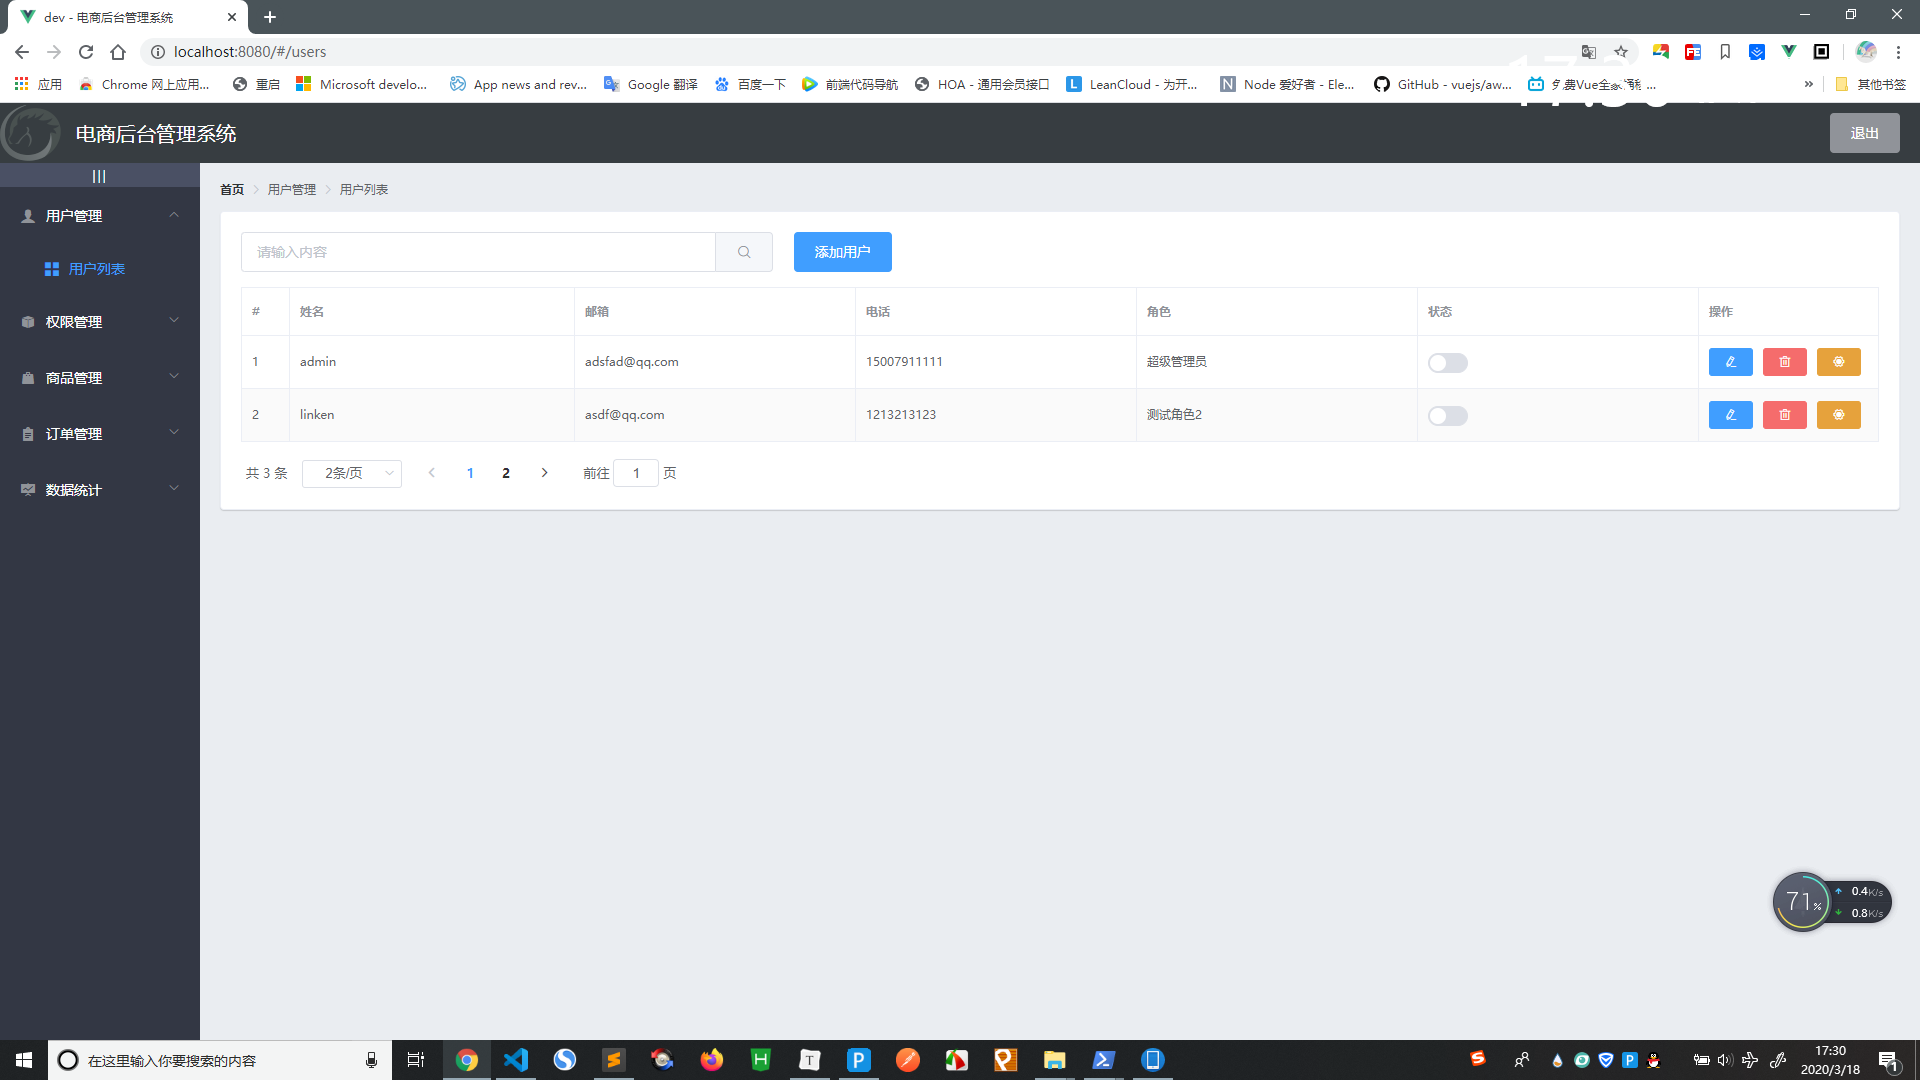 dev - 电商后台管理系统
localhost:8080/#/users
应用 Chrome 网上应用... 重启 Microsoft develo... App news and rev... Google 翻译 百度一下 前端代码导航 HOA - 通用会员接口 LeanCloud - 为开... Node 爱好者 - Ele... GitHub - vuejs/aw... » 其他书签
电商后台管理系统 退出
|||
用户管理
用户列表
权限管理
商品管理
订单管理
数据统计
首页 > 用户管理 > 用户列表
请输入内容 添加用户
# 姓名 邮箱 电话 角色 状态 操作
1 admin adsfad@qq.com 15007911111 超级管理员
2 linken asdf@qq.com 1213213123 测试角色2
共 3 条 2条/页 1 2 前往 1 页
71% 0.4K/s
0.8K/s
在这里输入你要搜索的内容
17:30
2020/3/18
1